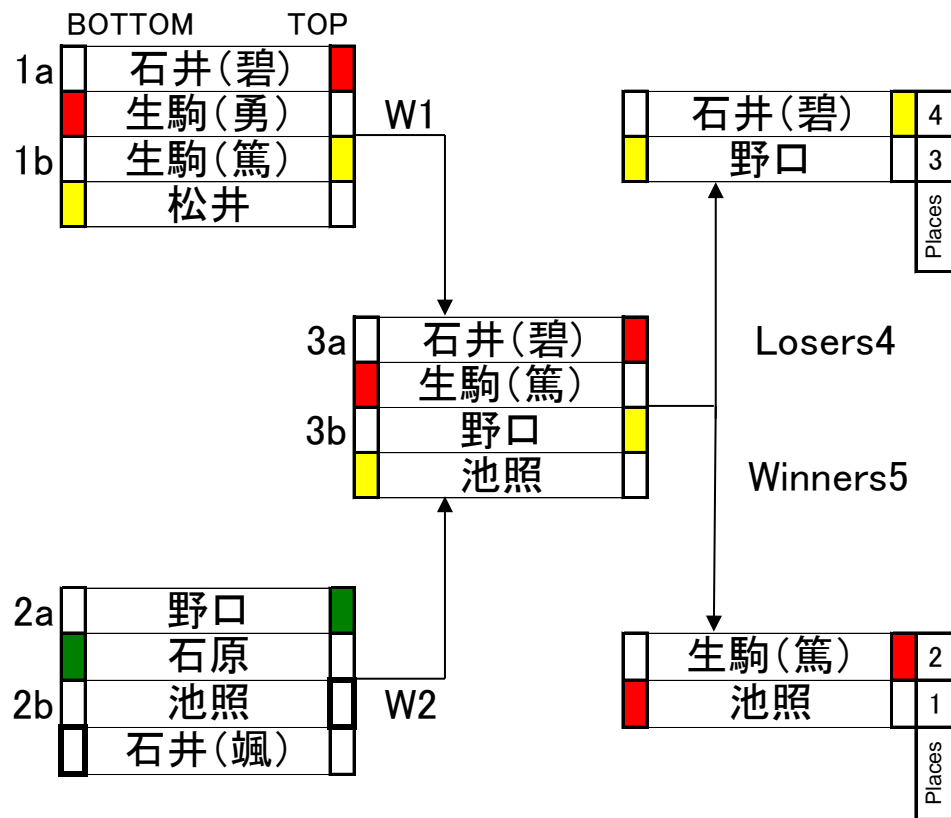 BOTTOM TOP
1a 石井(碧)
生駒(勇)
1b 生駒(篤)
松井
W1
石井(碧) 4
野口 3
Places
3a 石井(碧)
生駒(篤)
3b 野口
池照
Losers4
Winners5
2a 野口
石原
2b 池照
石井(颯)
W2
生駒(篤) 2
池照 1
Places